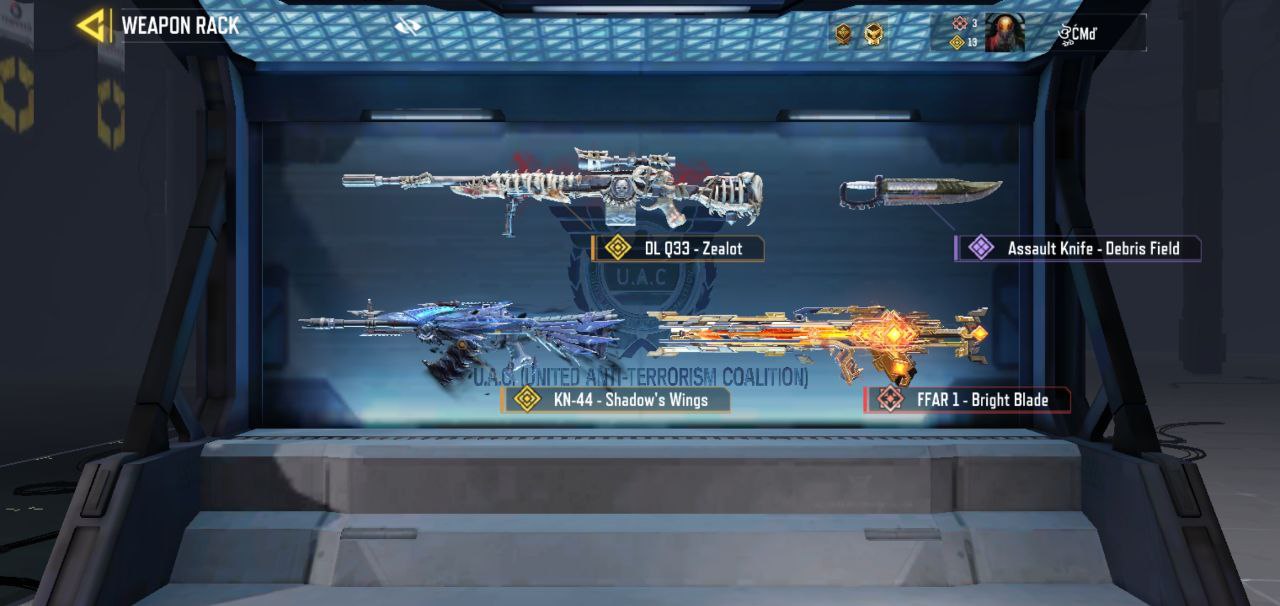 WEAPON RACK
3
13
ॐČMď
DL Q33 - Zealot
Assault Knife - Debris Field
U.A.C
U.A.C. (UNITED ANTI-TERRORISM COALITION)
KN-44 - Shadow's Wings
FFAR 1 - Bright Blade